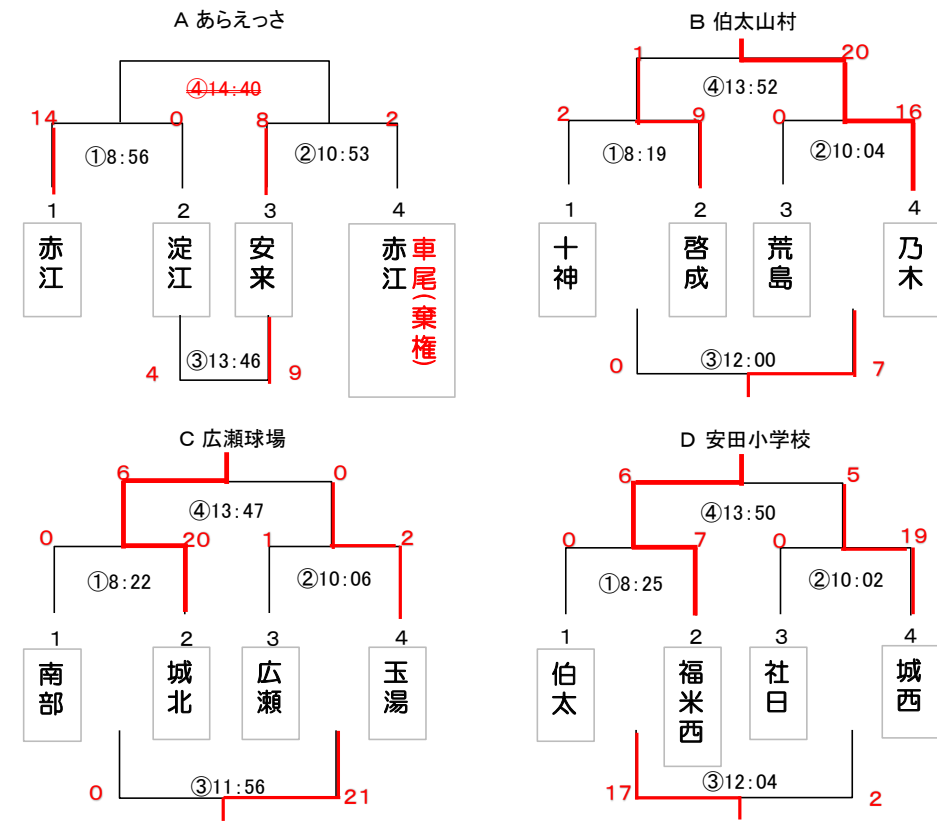 A あらえっさ
④14:40
14 0 8 2
①8:56 ②10:53
1 2 3 4
赤江 淀江 安来 赤江 車尾(棄権)
③13:46
4 9
B 伯太山村
1 20
④13:52
2 9 0 16
①8:19 ②10:04
1 2 3 4
十神 啓成 荒島 乃木
③12:00
0 7
C 広瀬球場
6 0
④13:47
0 20 1 2
①8:22 ②10:06
1 2 3 4
南部 城北 広瀬 玉湯
③11:56
0 21
D 安田小学校
6 5
④13:50
0 7 0 19
①8:25 ②10:02
1 2 3 4
伯太 福米西 社日 城西
③12:04
17 2